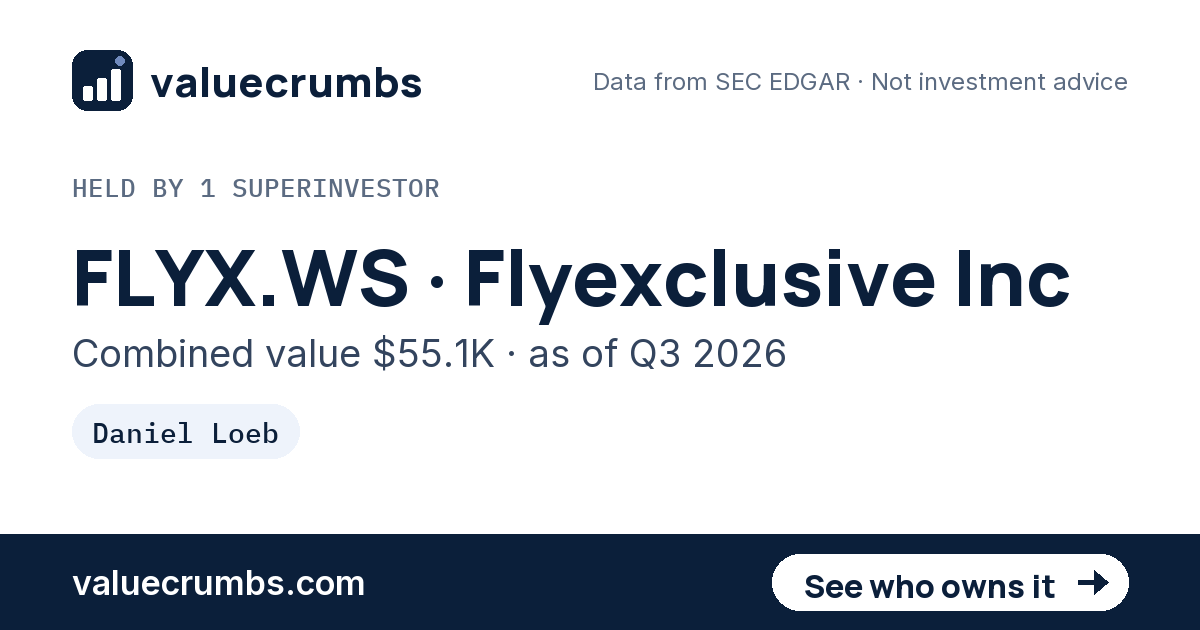 valuecrumbs
Data from SEC EDGAR · Not investment advice
HELD BY 1 SUPERINVESTOR
FLYX.WS · Flyexclusive Inc
Combined value $55.1K · as of Q3 2026
Daniel Loeb
valuecrumbs.com
See who owns it →